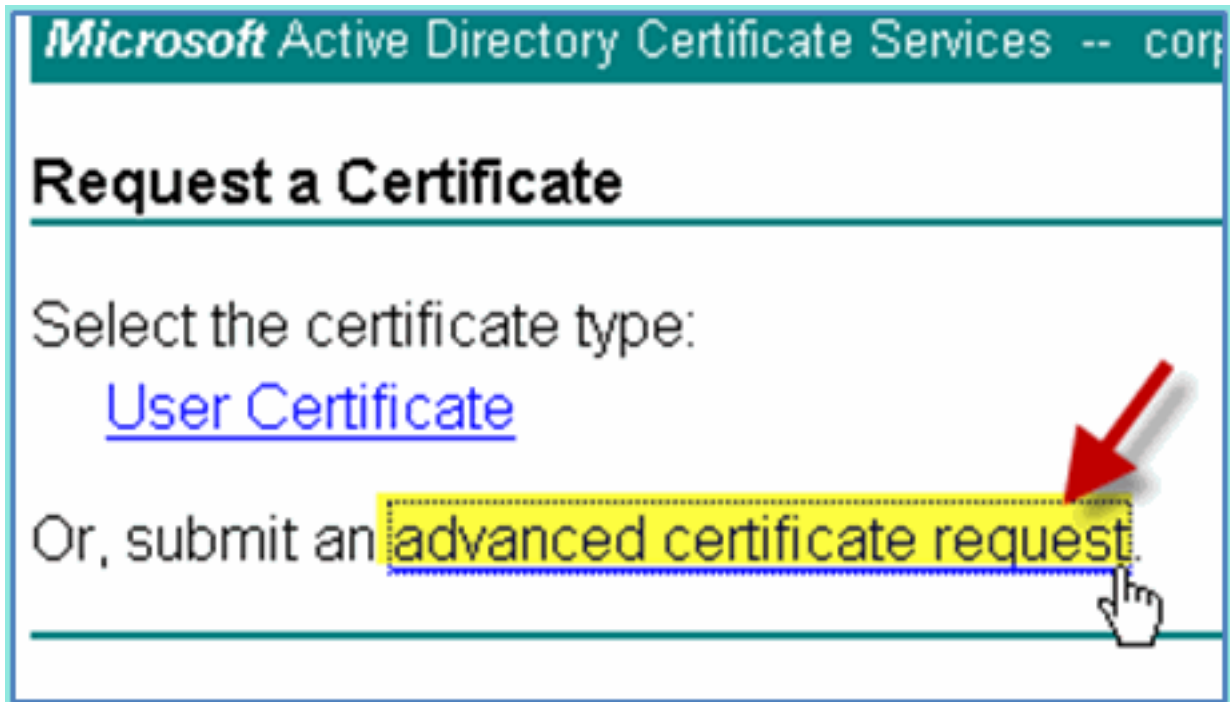 Microsoft Active Directory Certificate Services -- corp
Request a Certificate
Select the certificate type:
User Certificate
Or, submit an advanced certificate request.